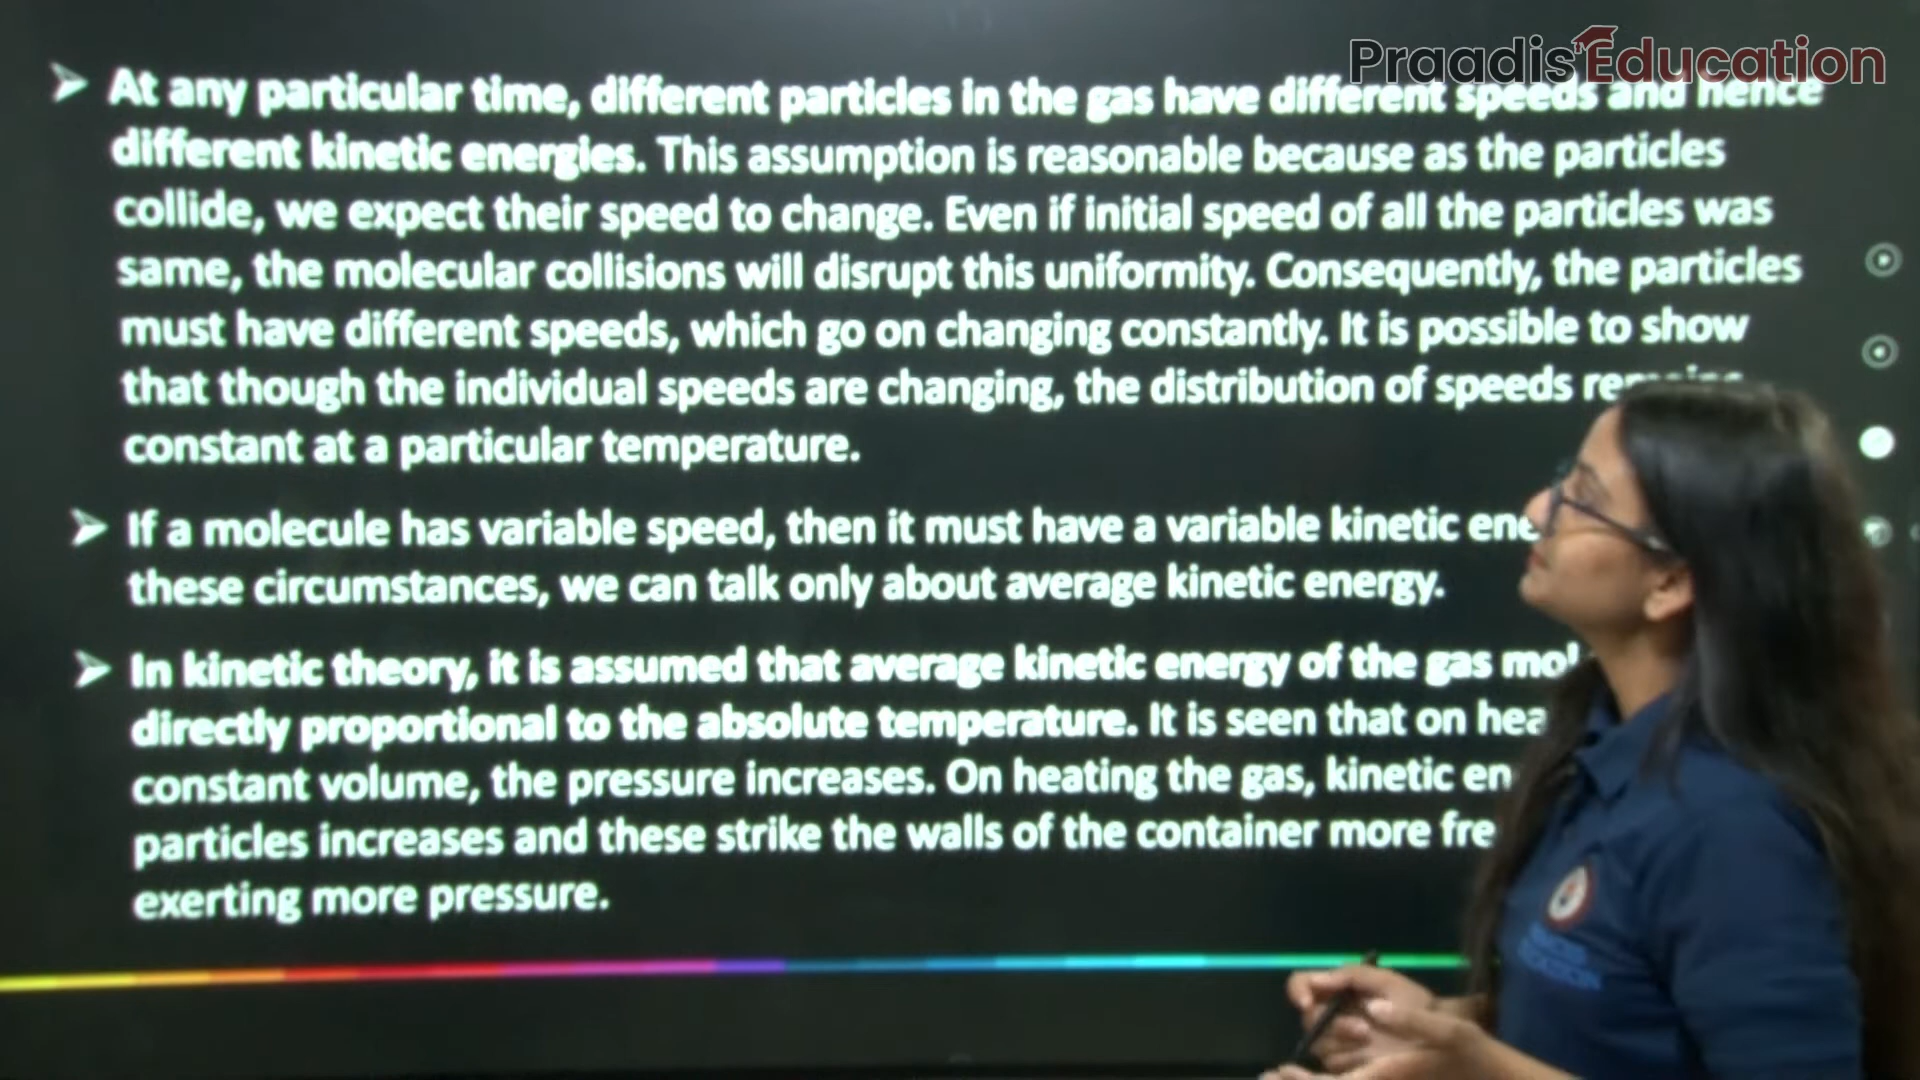 Praadis Education
At any particular time, different particles in the gas have different speeds and hence
different kinetic energies. This assumption is reasonable because as the particles
collide, we expect their speed to change. Even if initial speed of all the particles was
same, the molecular collisions will disrupt this uniformity. Consequently, the particles
must have different speeds, which go on changing constantly. It is possible to show
that though the individual speeds are changing, the distribution of speeds remains
constant at a particular temperature.
If a molecule has variable speed, then it must have a variable kinetic
these circumstances, we can talk only about average kinetic energy.
In kinetic theory, it is assumed that average kinetic energy of the gas
directly proportional to the absolute temperature. It is seen that on
constant volume, the pressure increases. On heating the gas, kinetic
particles increases and these strike the walls of the container more
exerting more pressure.